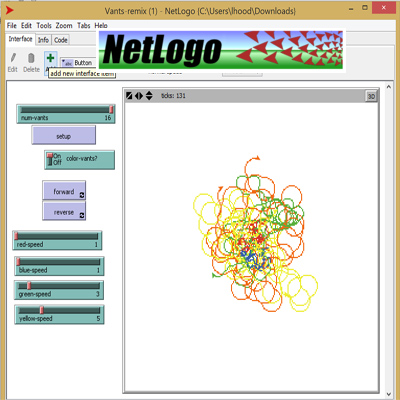 Vants-remix (1) - NetLogo {C:\Users\lhood\Downloads}
File Edit Tools Zoom Tabs Help
Interface Info Code
NetLogo
Edit Delete
Button
add new interface item
ticks: 131
3D
num-vants 16
setup
On
Off
color-vants?
forward
reverse
red-speed 1
blue-speed 1
green-speed 3
yellow-speed 5